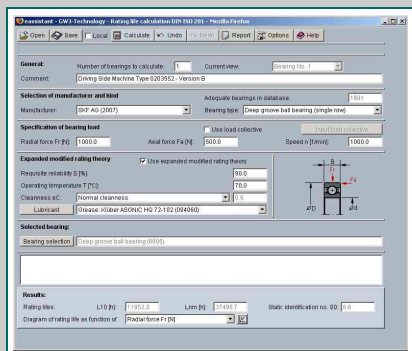 eassistant - GWJ-Technology - Rating life calculation DIN ISO 281 - Mozilla Firefox
Open Save Local Calculate Undo Redo Report Options Help
General: Number of bearings to calculate: 1 Current view: Bearing No. 1
Comment: Driving Side Machine Type 0203552 - Version B
Selection of manufacturer and kind Adequate bearings in database: 1691
Manufacturer: SKF AG (2007) Bearing type: Deep groove ball bearing (single row)
Specification of bearing load Use load collective Input load collective
Radial force Fr [N]: 1000.0 Axial force Fa [N]: 500.0 Speed n [1/min]: 1000.0
Expanded modified rating theory Use expanded modified rating theory
Requisite reliability S [%]: 90.0
Operating temperature T [°C]: 70.0
Cleanness eC: Normal cleanness 0.5
Lubricant Grease: Klüber ASONIC HQ 72-102 (094060)
B
Fr
Fa
øD
ød
Selected bearing:
Bearing selection Deep groove ball bearing (6006)
Results:
Rating lifes: L10 [h]: 11952.3 Lnm [h]: 37495.7 Static identification no. S0: 6.6
Diagram of rating life as function of Radial force Fr [N]